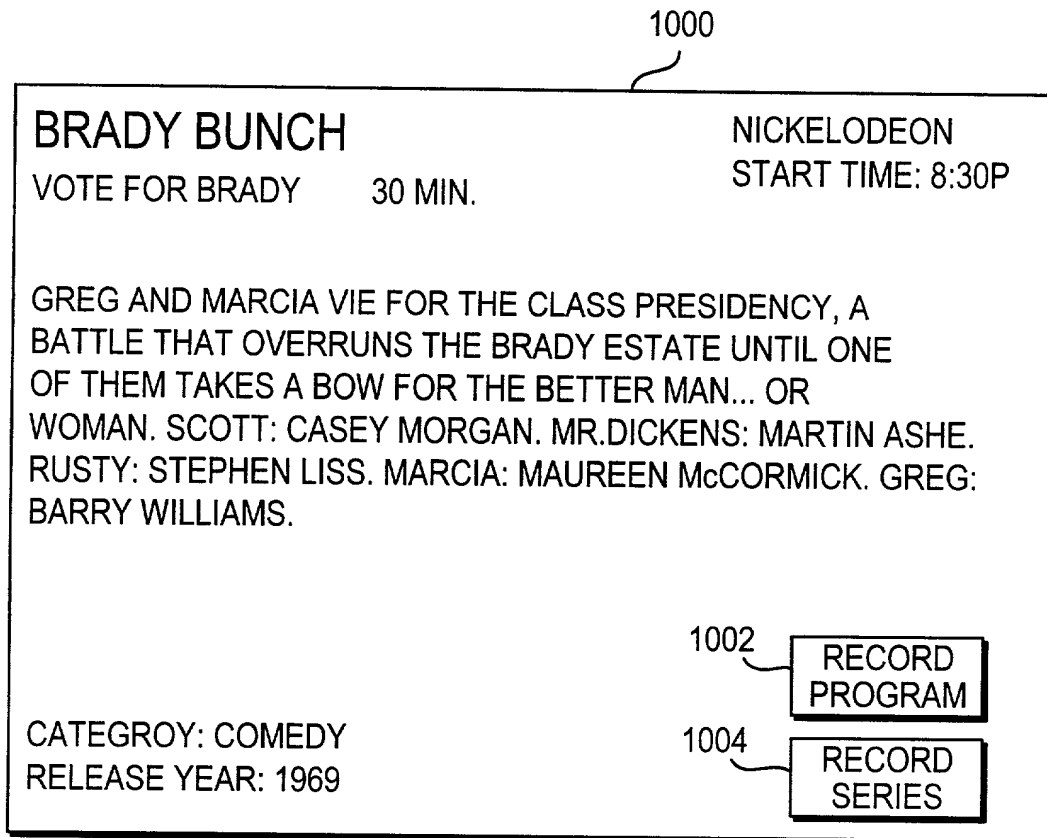 1000
BRADY BUNCH
NICKELODEON
VOTE FOR BRADY 30 MIN.
START TIME: 8:30P
GREG AND MARCIA VIE FOR THE CLASS PRESIDENCY, A
BATTLE THAT OVERRUNS THE BRADY ESTATE UNTIL ONE
OF THEM TAKES A BOW FOR THE BETTER MAN... OR
WOMAN. SCOTT: CASEY MORGAN. MR.DICKENS: MARTIN ASHE.
RUSTY: STEPHEN LISS. MARCIA: MAUREEN McCORMICK. GREG:
BARRY WILLIAMS.
1002
RECORD
PROGRAM
CATEGROY: COMEDY
RELEASE YEAR: 1969
1004
RECORD
SERIES